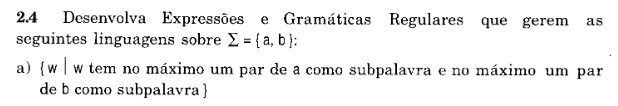 2.4 Desenvolva Expressões e Gramáticas Regulares que gerem as
seguintes linguagens sobre Σ = { a, b }:
a) { w | w tem no máximo um par de a como subpalavra e no máximo um par
de b como subpalavra }